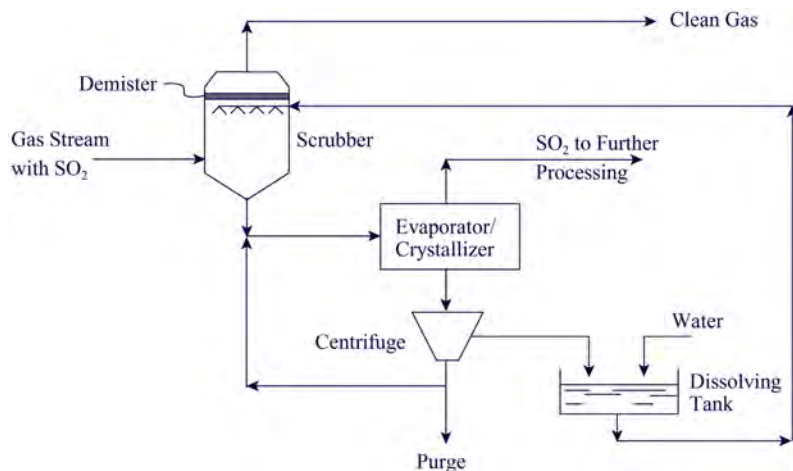 Clean Gas
Demister
Gas Stream
with SO₂
Scrubber
SO₂ to Further
Processing
Evaporator/
Crystallizer
Centrifuge
Water
Dissolving
Tank
Purge